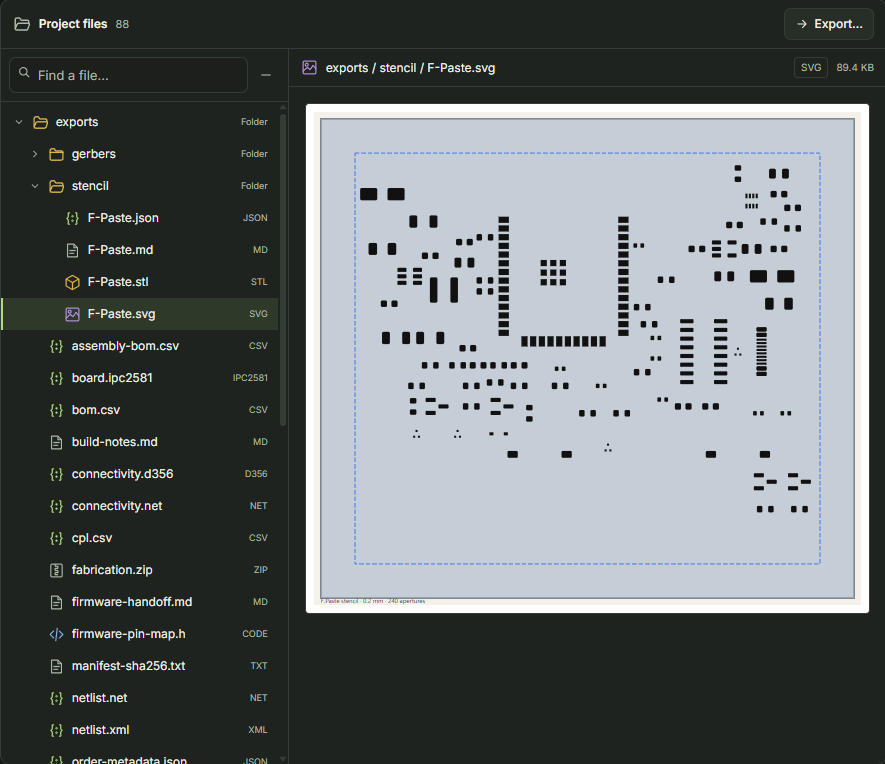 Project files 88
Export...
Find a file...
exports / stencil / F-Paste.svg
SVG 89.4 KB
exports Folder
gerbers Folder
stencil Folder
F-Paste.json JSON
F-Paste.md MD
F-Paste.stl STL
F-Paste.svg SVG
assembly-bom.csv CSV
board.ipc2581 IPC2581
bom.csv CSV
build-notes.md MD
connectivity.d356 D356
connectivity.net NET
cpl.csv CSV
fabrication.zip ZIP
firmware-handoff.md MD
firmware-pin-map.h CODE
manifest-sha256.txt TXT
netlist.net NET
netlist.xml XML
order-metadata.json JSON
F.Paste stencil · 0.2 mm · 240 apertures